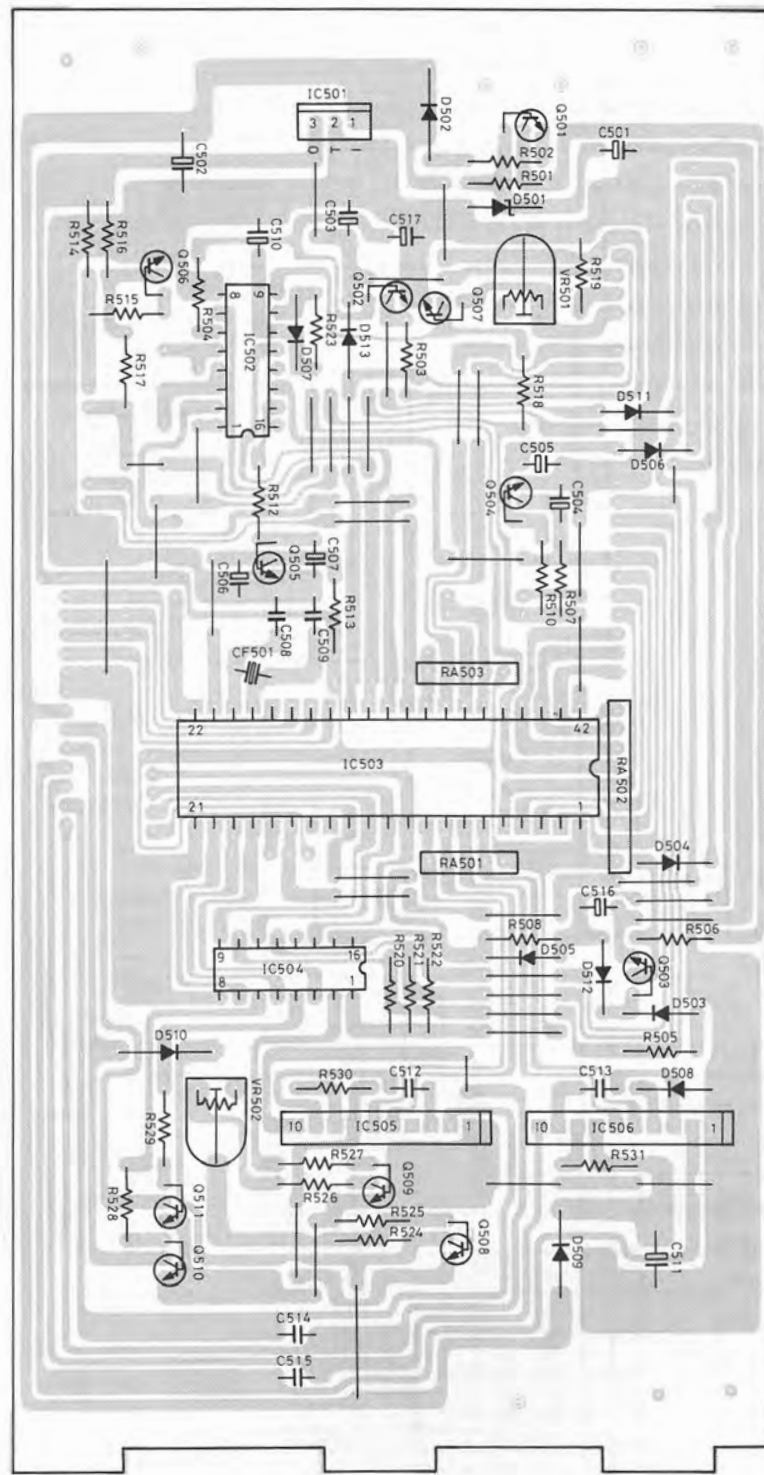 IC501
3 2 1
O ⊥ I
D502
Q501
C501
C502
R502
R501
D501
R514
R516
C510
C503
C517
Q506
R515
R504
8
9
IC502
1
16
D507
R523
D513
Q502
Q507
R503
VR501
R519
R517
R518
D511
D506
C505
Q504
C504
R512
Q505
C507
C506
R510
R507
C508
C509
R513
CF501
RA503
22
42
IC503
21
1
RA502
RA501
D504
C516
R506
R508
D505
9
16
IC504
8
1
R520
R521
R522
D512
Q503
D503
R505
D510
VR502
R530
C512
C513
D508
R529
10 IC505 1
10 IC506 1
R527
R526
Q509
R531
R528
Q511
R525
R524
Q508
Q510
D509
C511
C514
C515